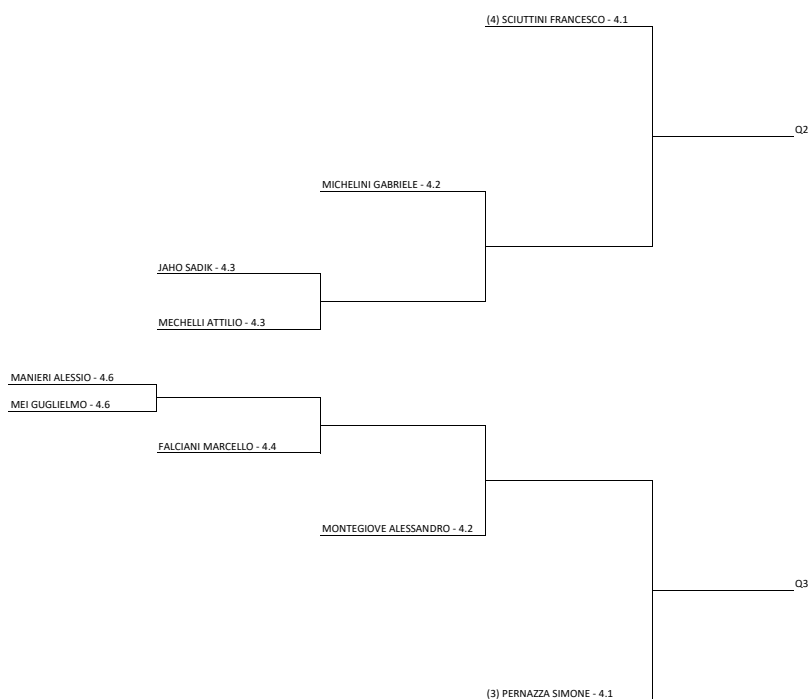 (4) SCIUTTINI FRANCESCO - 4.1
Q2
MICHELINI GABRIELE - 4.2
JAHO SADIK - 4.3
MECHELLI ATTILIO - 4.3
MANIERI ALESSIO - 4.6
MEI GUGLIELMO - 4.6
FALCIANI MARCELLO - 4.4
MONTEGIOVE ALESSANDRO - 4.2
Q3
(3) PERNAZZA SIMONE - 4.1